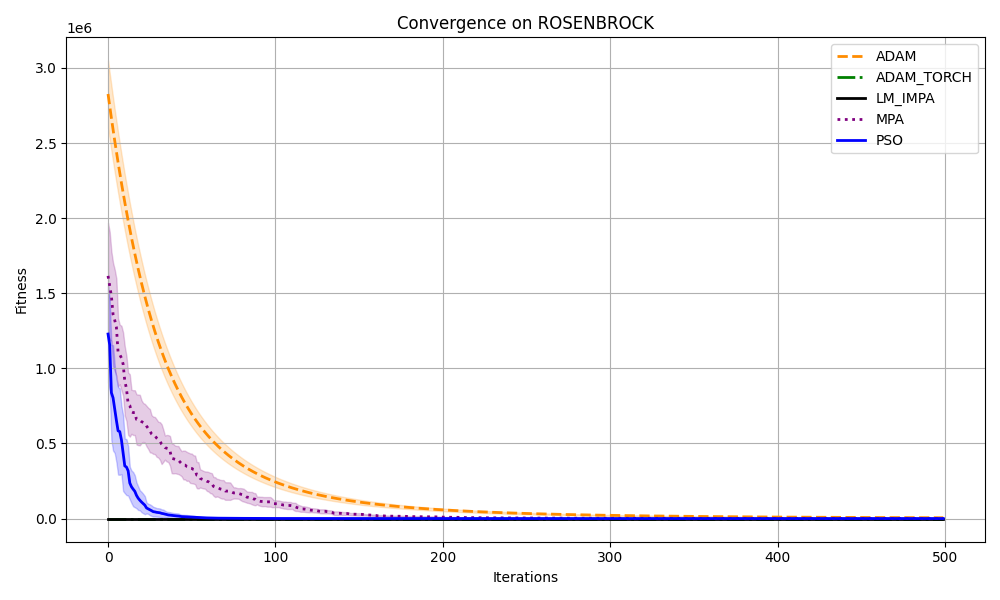 Convergence on ROSENBROCK
1e6
3.0
2.5
2.0
1.5
1.0
0.5
0.0
Fitness
0
100
200
300
400
500
Iterations
ADAM
ADAM_TORCH
LM_IMPA
MPA
PSO